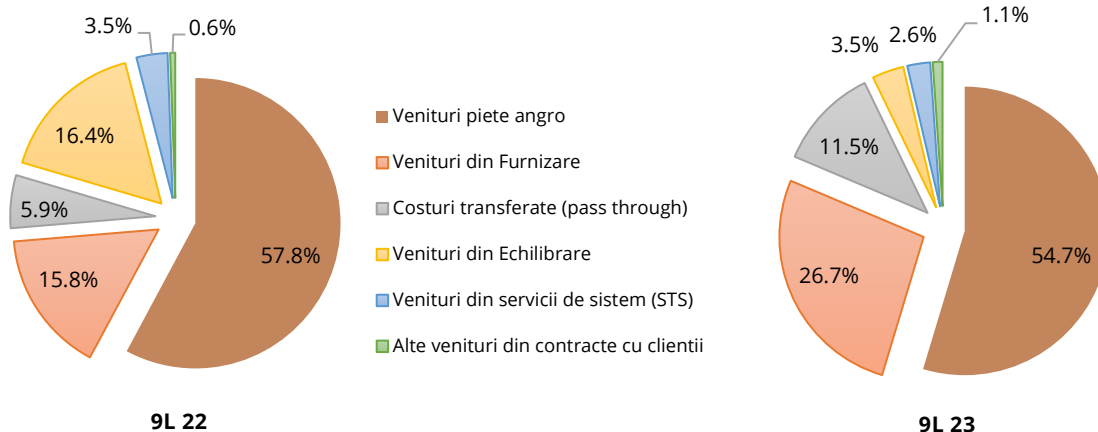 3.5%
0.6%
16.4%
5.9%
15.8%
57.8%
9L 22
Venituri piete angro
Venituri din Furnizare
Costuri transferate (pass through)
Venituri din Echilibrare
Venituri din servicii de sistem (STS)
Alte venituri din contracte cu clientii
1.1%
3.5%
2.6%
11.5%
26.7%
54.7%
9L 23